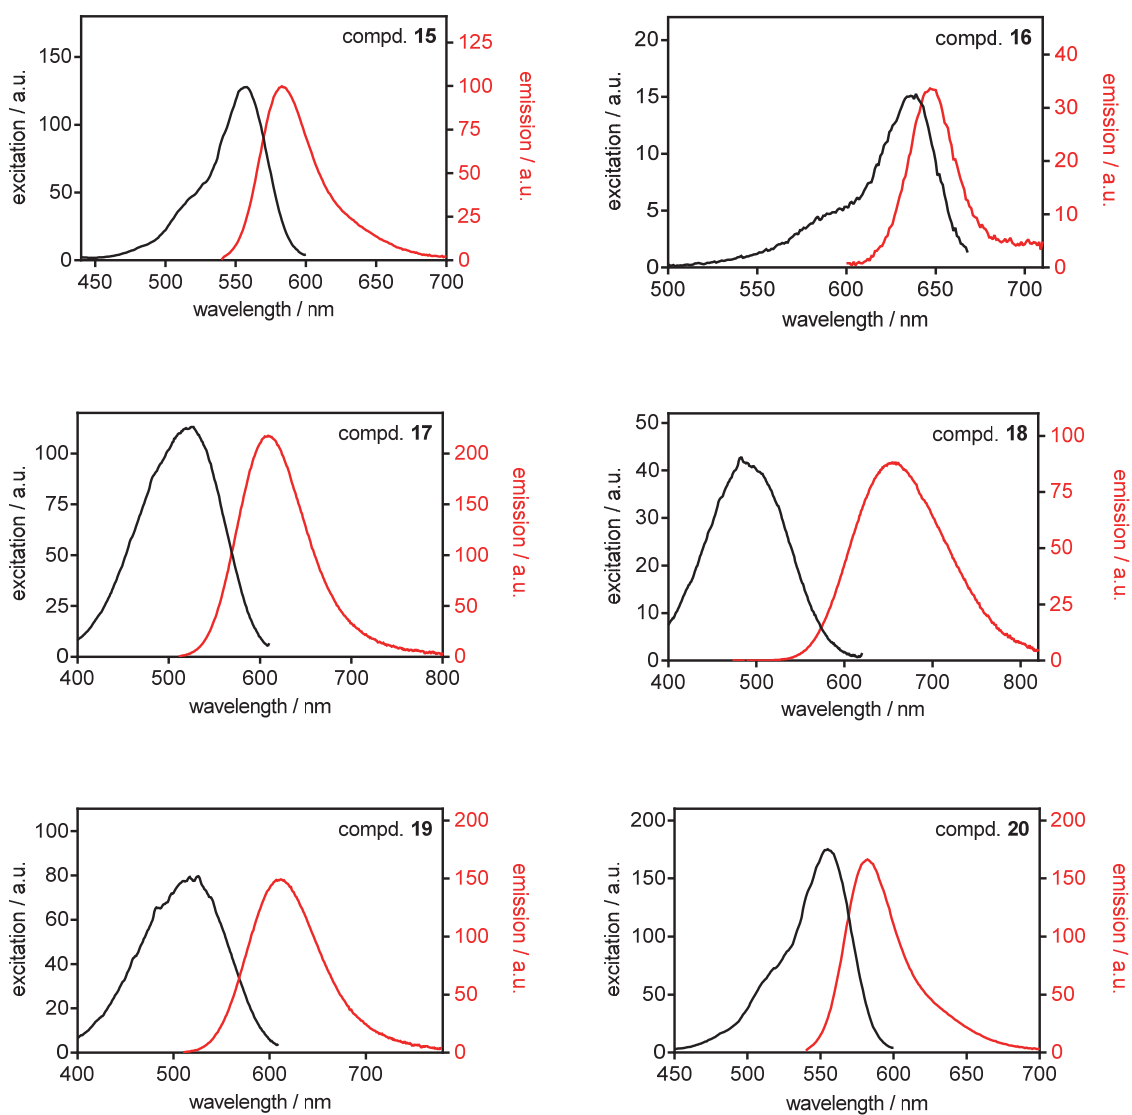 compd. 15
150
100
50
0
125
100
75
50
25
0
excitation / a.u.
emission / a.u.
450 500 550 600 650 700
wavelength / nm
compd. 16
20
15
10
5
0
40
30
20
10
0
excitation / a.u.
emission / a.u.
500 550 600 650 700
wavelength / nm
compd. 17
100
75
50
25
0
200
150
100
50
0
excitation / a.u.
emission / a.u.
400 500 600 700 800
wavelength / nm
compd. 18
50
40
30
20
10
0
100
75
50
25
0
excitation / a.u.
emission / a.u.
400 500 600 700 800
wavelength / nm
compd. 19
100
80
60
40
20
0
200
150
100
50
0
excitation / a.u.
emission / a.u.
400 500 600 700
wavelength / nm
compd. 20
200
150
100
50
0
200
150
100
50
0
excitation / a.u.
emission / a.u.
450 500 550 600 650 700
wavelength / nm